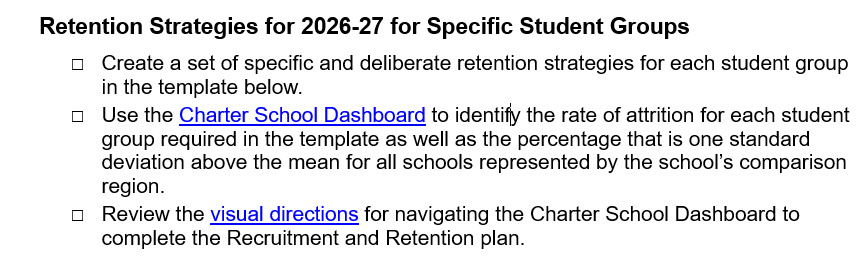 Retention Strategies for 2026-27 for Specific Student Groups
□ Create a set of specific and deliberate retention strategies for each student group
in the template below.
□ Use the Charter School Dashboard to identify the rate of attrition for each student
group required in the template as well as the percentage that is one standard
deviation above the mean for all schools represented by the school’s comparison
region.
□ Review the visual directions for navigating the Charter School Dashboard to
complete the Recruitment and Retention plan.